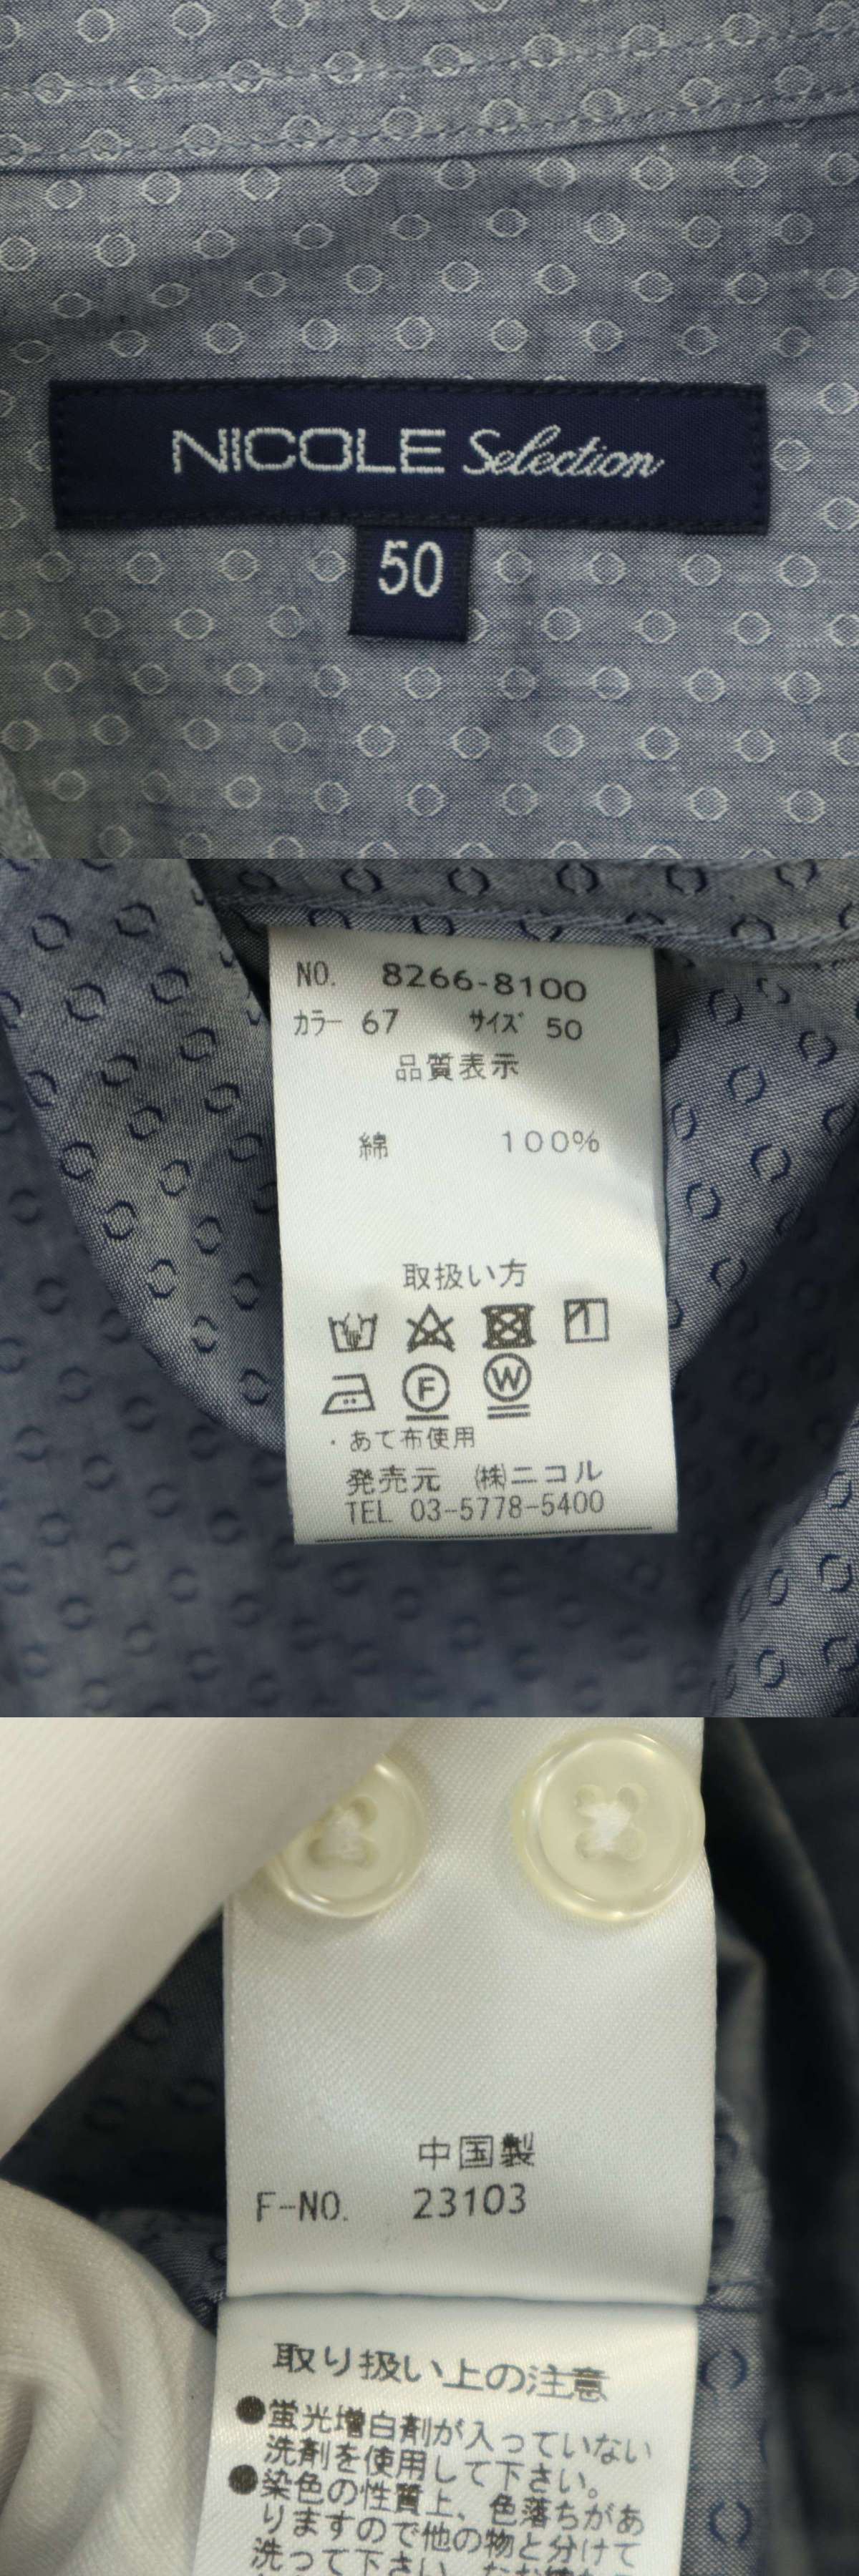 NICOLE Selection
50
NO. 8266-8100
カラー 67 サイズ 50
品質表示
綿 100%
取扱い方
F W
・あて布使用
発売元 ㈱ニコル
TEL 03-5778-5400
中国製
F-NO. 23103
取り扱い上の注意
●蛍光増白剤が入っていない
洗剤を使用して下さい。
●染色の性質上、色落ちがあ
りますので他の物と分けて
洗って下さい。